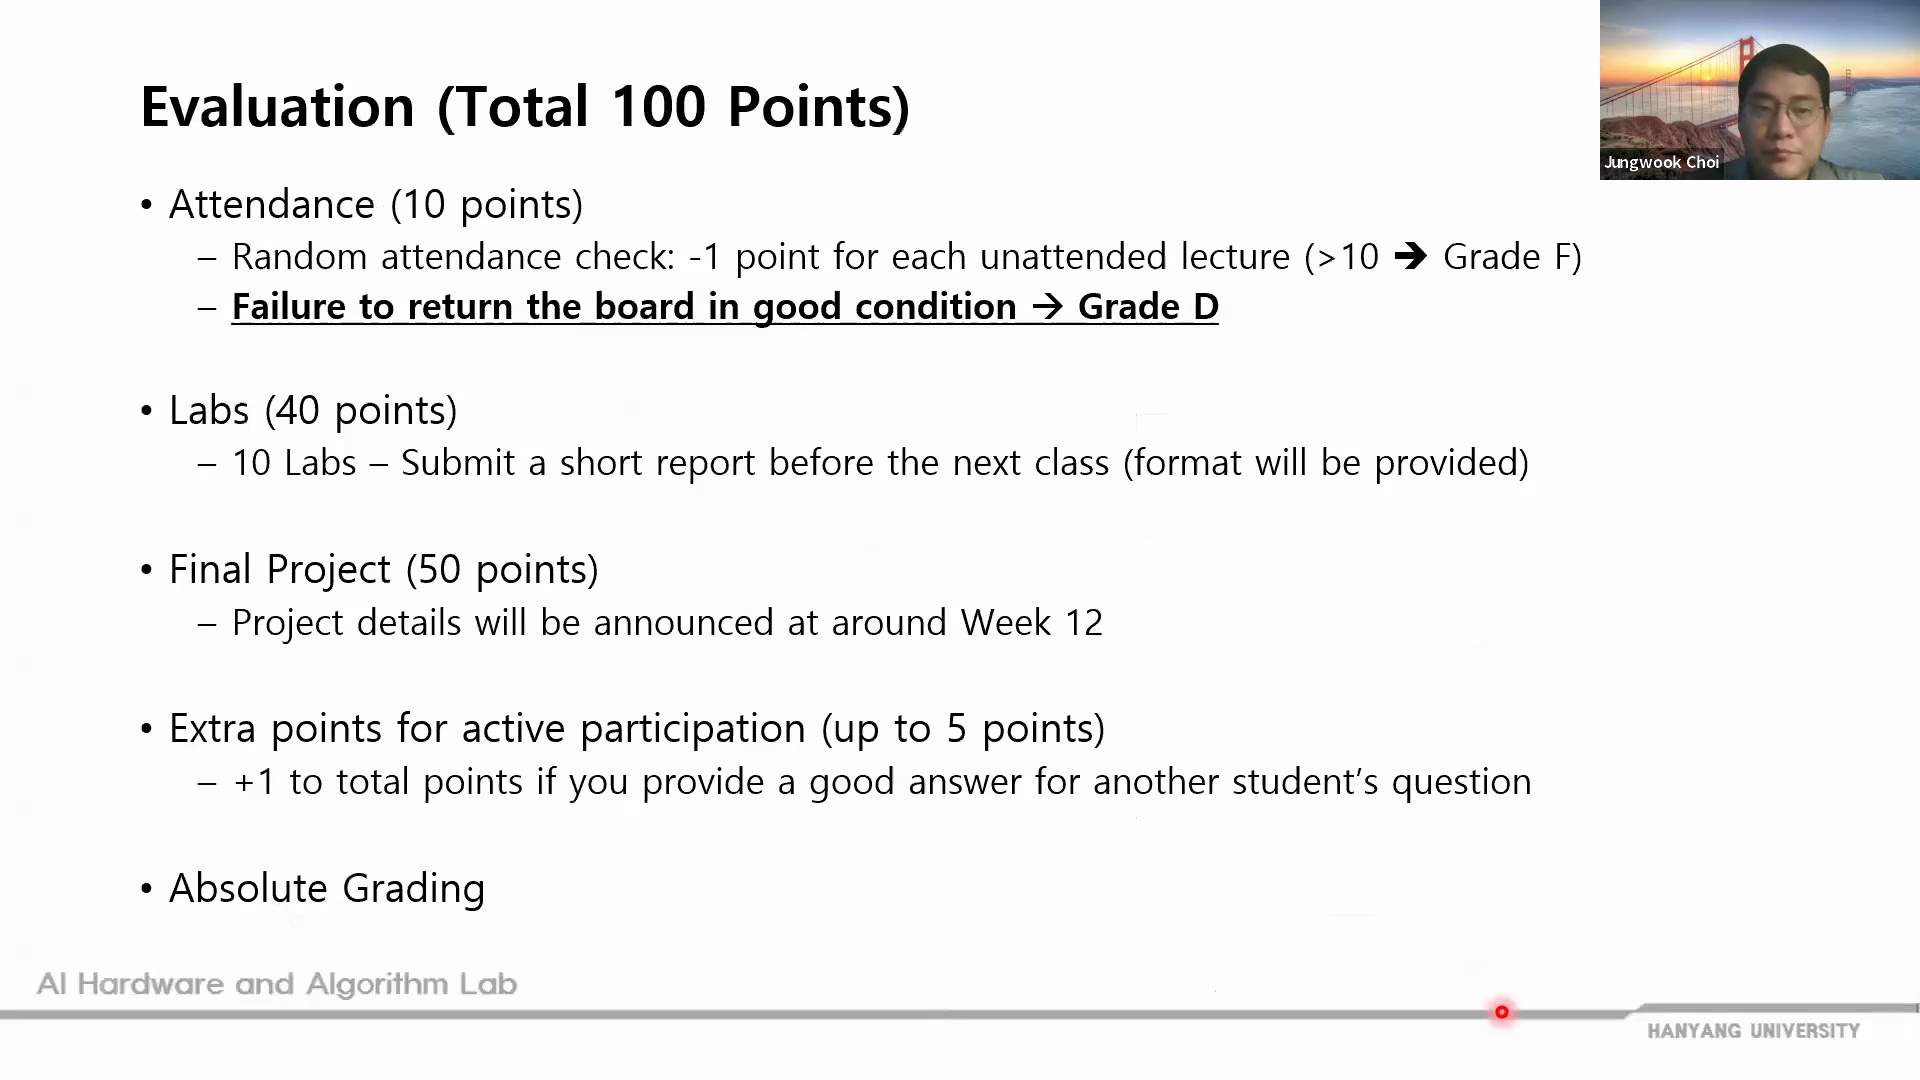 Evaluation (Total 100 Points)
Jungwook Choi
• Attendance (10 points)
– Random attendance check: -1 point for each unattended lecture (>10 🡺 Grade F)
– Failure to return the board in good condition → Grade D
• Labs (40 points)
– 10 Labs – Submit a short report before the next class (format will be provided)
• Final Project (50 points)
– Project details will be announced at around Week 12
• Extra points for active participation (up to 5 points)
– +1 to total points if you provide a good answer for another student’s question
• Absolute Grading
AI Hardware and Algorithm Lab
HANYANG UNIVERSITY